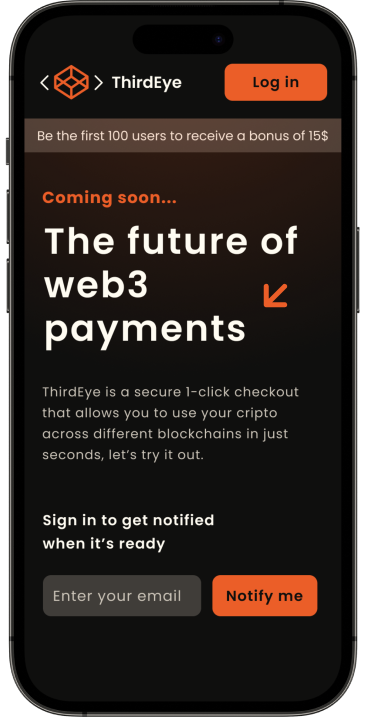 ThirdEye
Log in
Be the first 100 users to receive a bonus of 15$
Coming soon...
The future of
web3
payments
ThirdEye is a secure 1-click checkout
that allows you to use your cripto
across different blockchains in just
seconds, let's try it out.
Sign in to get notified
when it's ready
Enter your email
Notify me